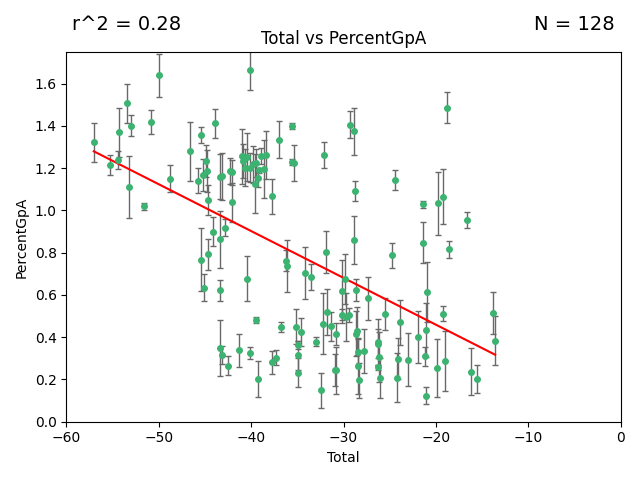 r^2 = 0.28
N = 128
Total vs PercentGpA
PercentGpA
1.6
1.4
1.2
1.0
0.8
0.6
0.4
0.2
0.0
−60 −50 −40 −30 −20 −10 0
Total